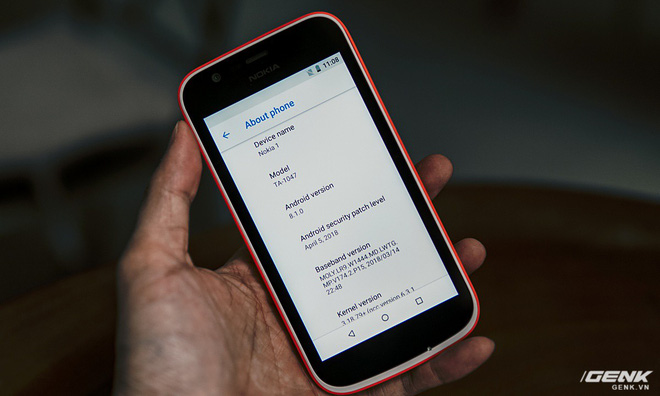 NOKIA
11:08
About phone
Device name
Nokia 1
Model
TA-1047
Android version
8.1.0
Android security patch level
April 5, 2018
Baseband version
MOLY.LR9.W1444.MD.LWTG.
MP.V174.2.P15, 2018/03/14
22:48
Kernel version
3.18.79+ (gcc version 6.3.1
GENK
GENK.VN